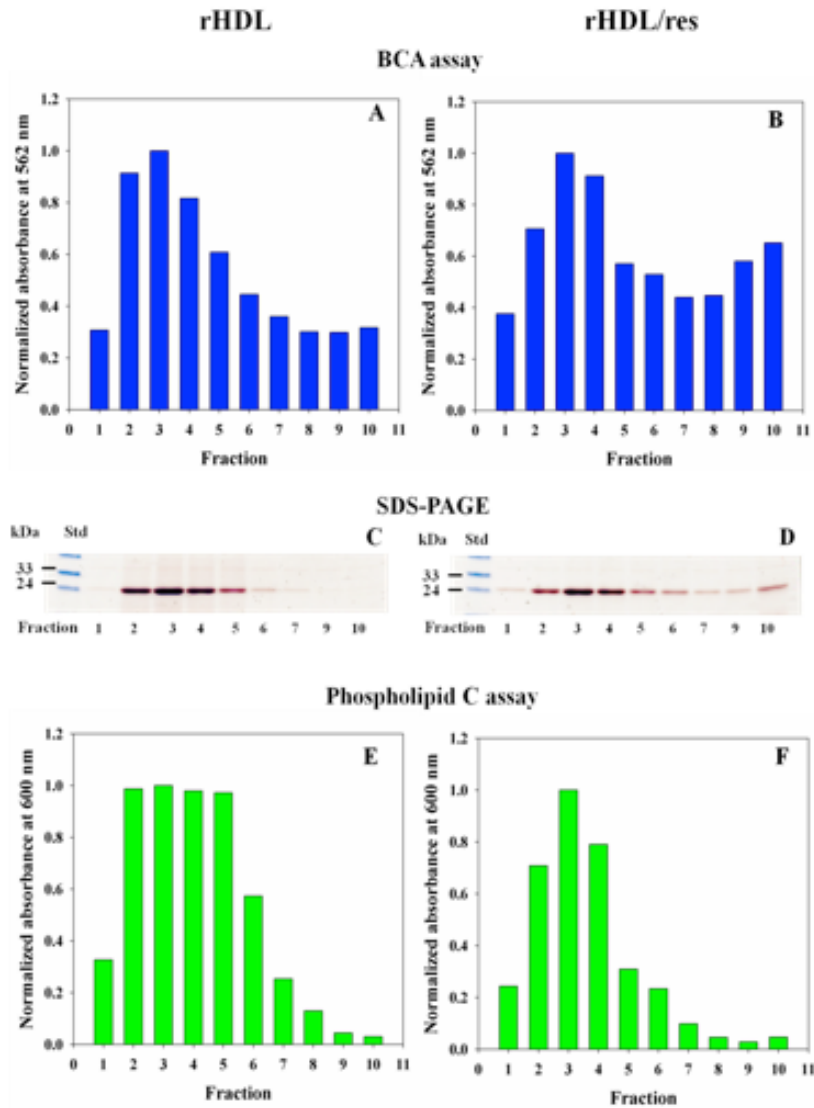 rHDL rHDL/res
BCA assay
A
Normalized absorbance at 562 nm
1.2
1.0
0.8
0.6
0.4
0.2
0.0
0 1 2 3 4 5 6 7 8 9 10 11
Fraction
B
Normalized absorbance at 562 nm
1.2
1.0
0.8
0.6
0.4
0.2
0.0
0 1 2 3 4 5 6 7 8 9 10 11
Fraction
SDS-PAGE
kDa Std C
33
24
Fraction 1 2 3 4 5 6 7 9 10
kDa Std D
33
24
Fraction 1 2 3 4 5 6 7 9 10
Phospholipid C assay
E
Normalized absorbance at 600 nm
1.2
1.0
0.8
0.6
0.4
0.2
0.0
0 1 2 3 4 5 6 7 8 9 10 11
Fraction
F
Normalized absorbance at 600 nm
1.2
1.0
0.8
0.6
0.4
0.2
0.0
0 1 2 3 4 5 6 7 8 9 10 11
Fraction